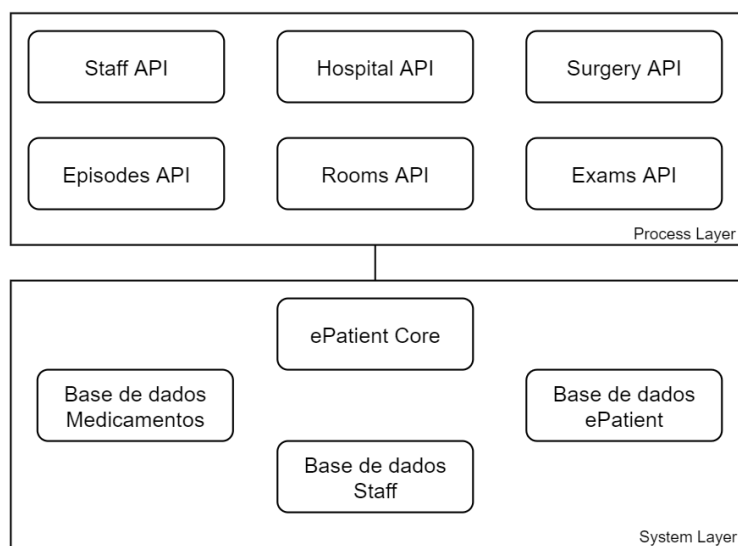 Staff API
Hospital API
Surgery API
Episodes API
Rooms API
Exams API
Process Layer
ePatient Core
Base de dados
Medicamentos
Base de dados
ePatient
Base de dados
Staff
System Layer